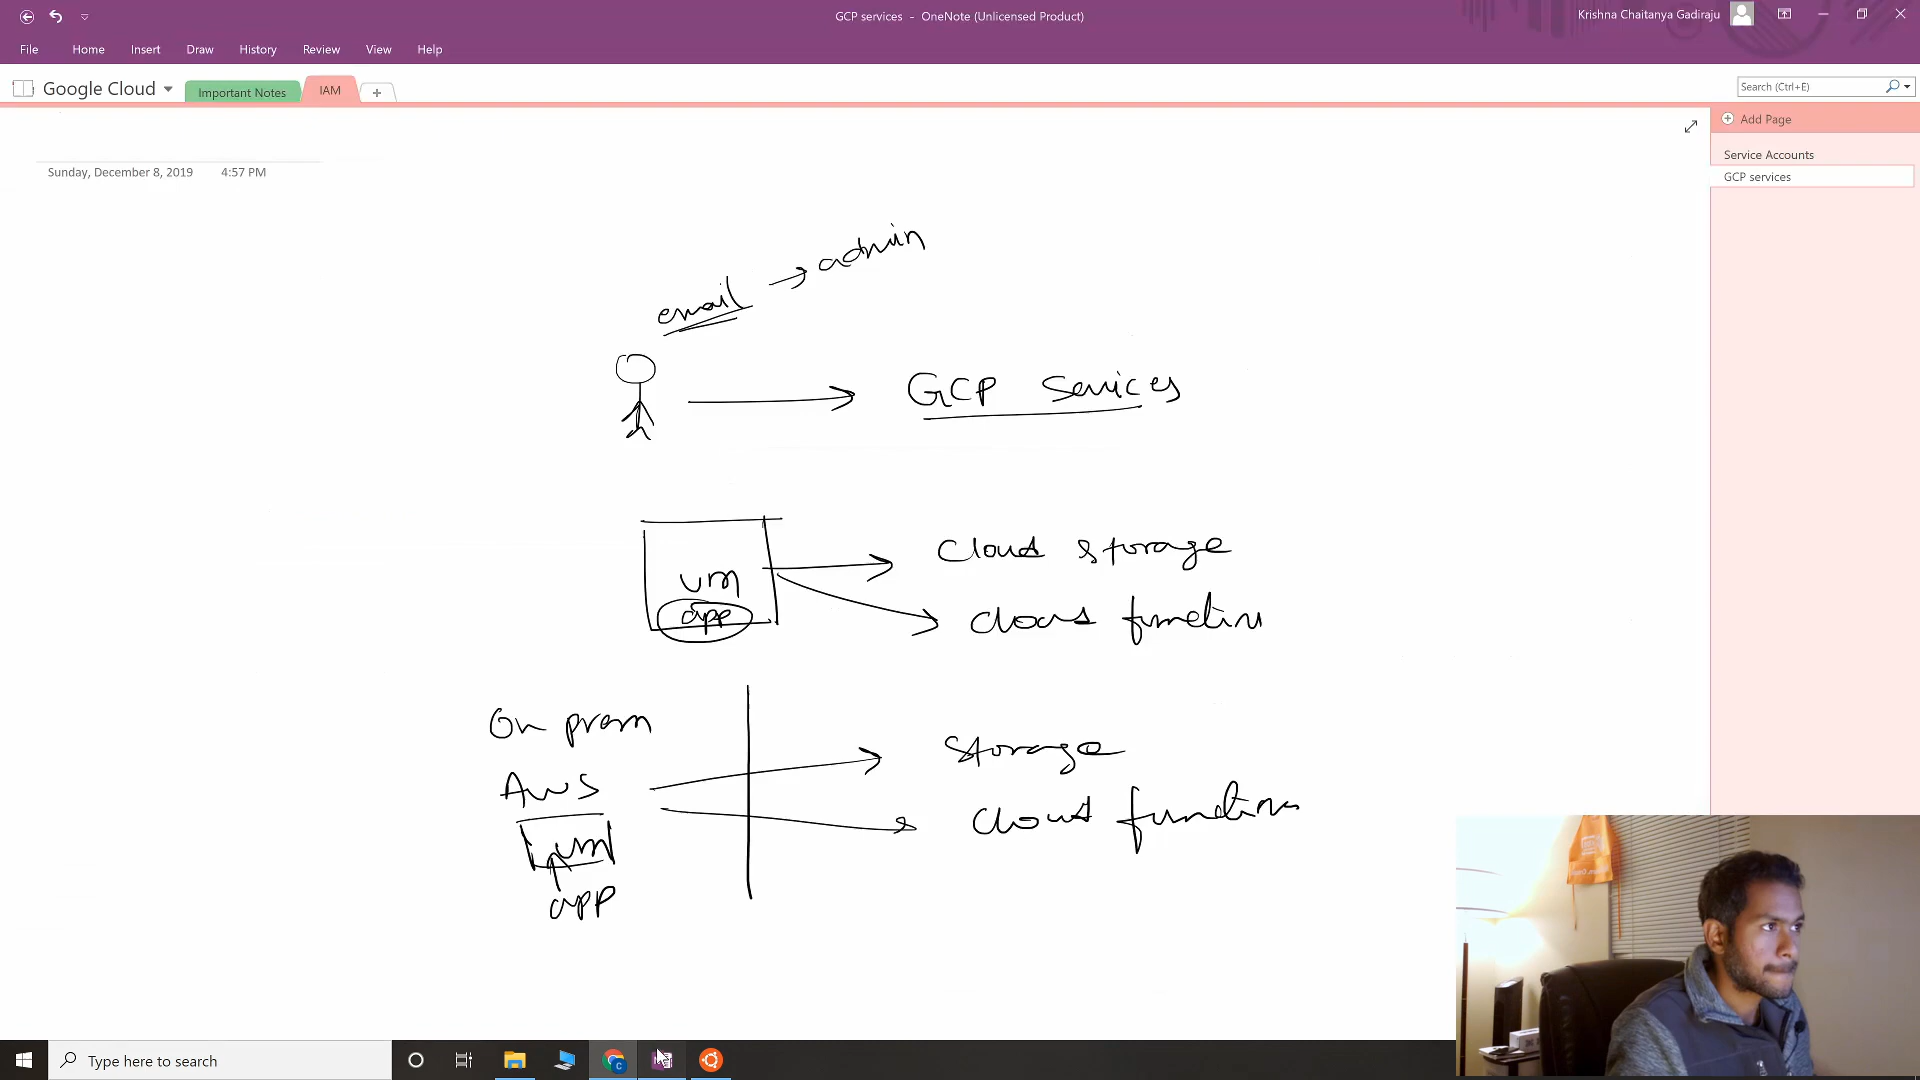 GCP services - OneNote (Unlicensed Product)
Krishna Chaitanya Gadiraju
File Home Insert Draw History Review View Help
Google Cloud
Important Notes
IAM
Search (Ctrl+E)
Add Page
Service Accounts
GCP services
Sunday, December 8, 2019 4:57 PM
email → admin
GCP Services
vm
app
cloud storage
cloud function
On prem
AWS
vm
app
storage
cloud functions
Type here to search